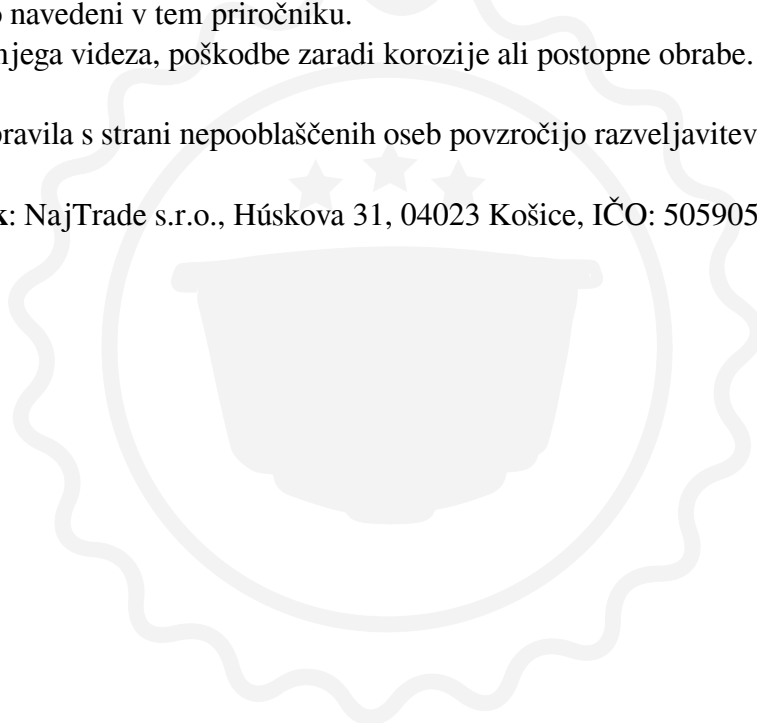 navedeni v tem priročniku.
njega videza, poškodbe zaradi korozije ali postopne obrabe.
pravila s strani nepooblaščenih oseb povzročijo razveljavitev
k: NajTrade s.r.o., Húskova 31, 04023 Košice, IČO: 505905